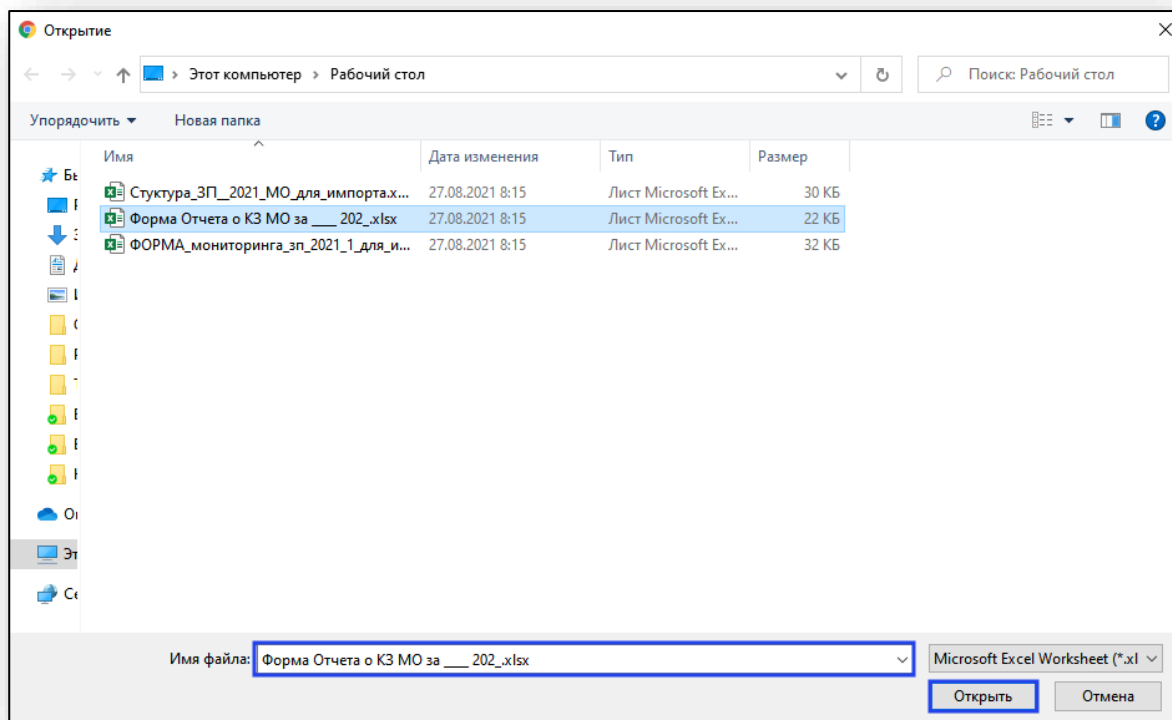 Открытие
Этот компьютер › Рабочий стол
Поиск: Рабочий стол
Упорядочить Новая папка
Имя Дата изменения Тип Размер
Стуктура_ЗП__2021_МО_для_импорта.x... 27.08.2021 8:15 Лист Microsoft Ex... 30 КБ
Форма Отчета о КЗ МО за ___ 202_.xlsx 27.08.2021 8:15 Лист Microsoft Ex... 22 КБ
ФОРМА_мониторинга_зп_2021_1_для_и... 27.08.2021 8:15 Лист Microsoft Ex... 32 КБ
Имя файла: Форма Отчета о КЗ МО за ___ 202_.xlsx Microsoft Excel Worksheet (*.xl
Открыть Отмена